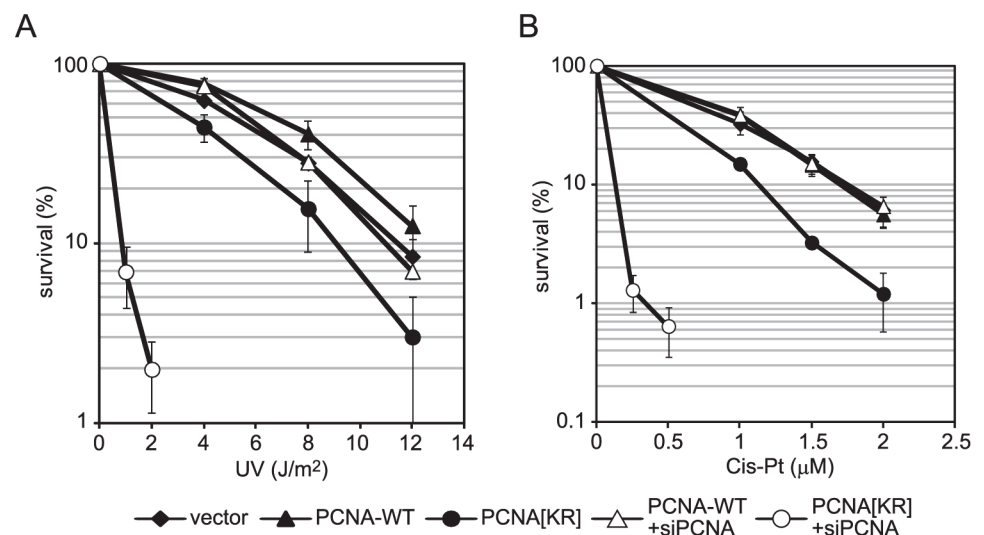 A
B
100
10
1
survival (%)
0 2 4 6 8 10 12 14
UV (J/m²)
100
10
1
0.1
survival (%)
0 0.5 1 1.5 2 2.5
Cis-Pt (μM)
vector PCNA-WT PCNA[KR] PCNA-WT PCNA[KR]
+siPCNA +siPCNA